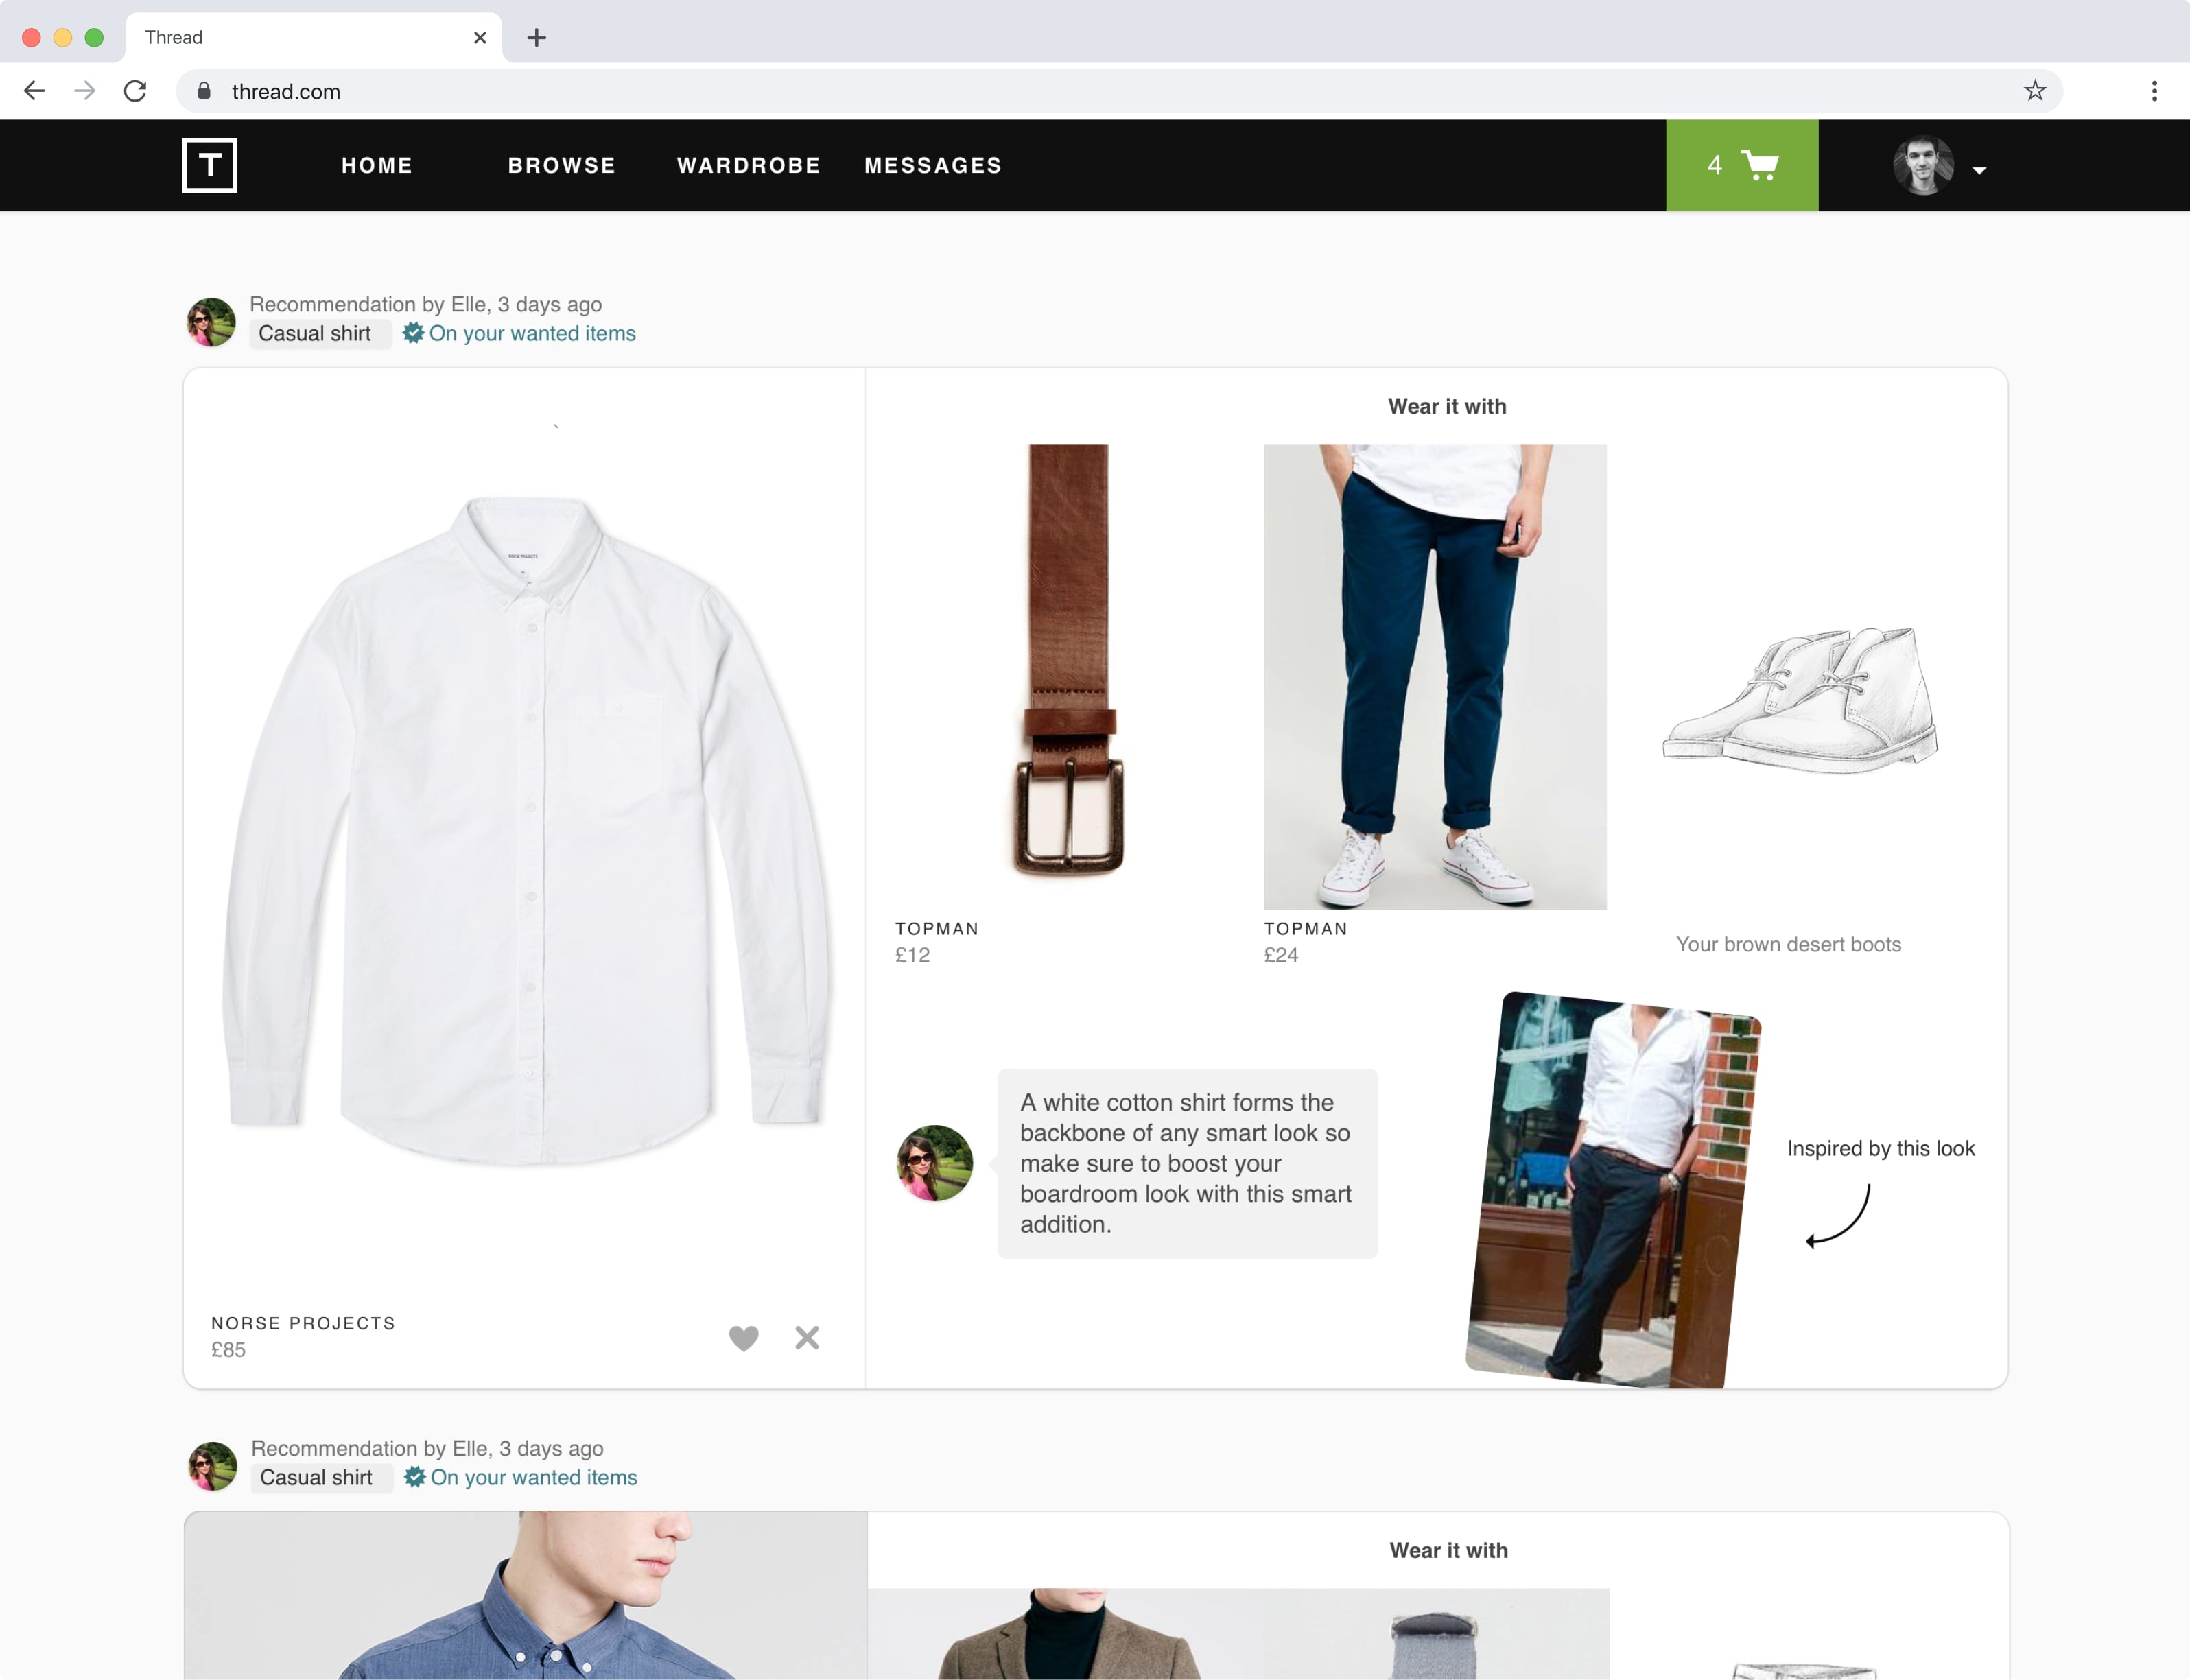 Thread
thread.com
T
HOME BROWSE WARDROBE MESSAGES
4
Recommendation by Elle, 3 days ago
Casual shirt On your wanted items
Wear it with
NORSE PROJECTS
TOPMAN
£12
TOPMAN
£24
Your brown desert boots
A white cotton shirt forms the
backbone of any smart look so
make sure to boost your
boardroom look with this smart
addition.
Inspired by this look
NORSE PROJECTS
£85
Recommendation by Elle, 3 days ago
Casual shirt On your wanted items
Wear it with